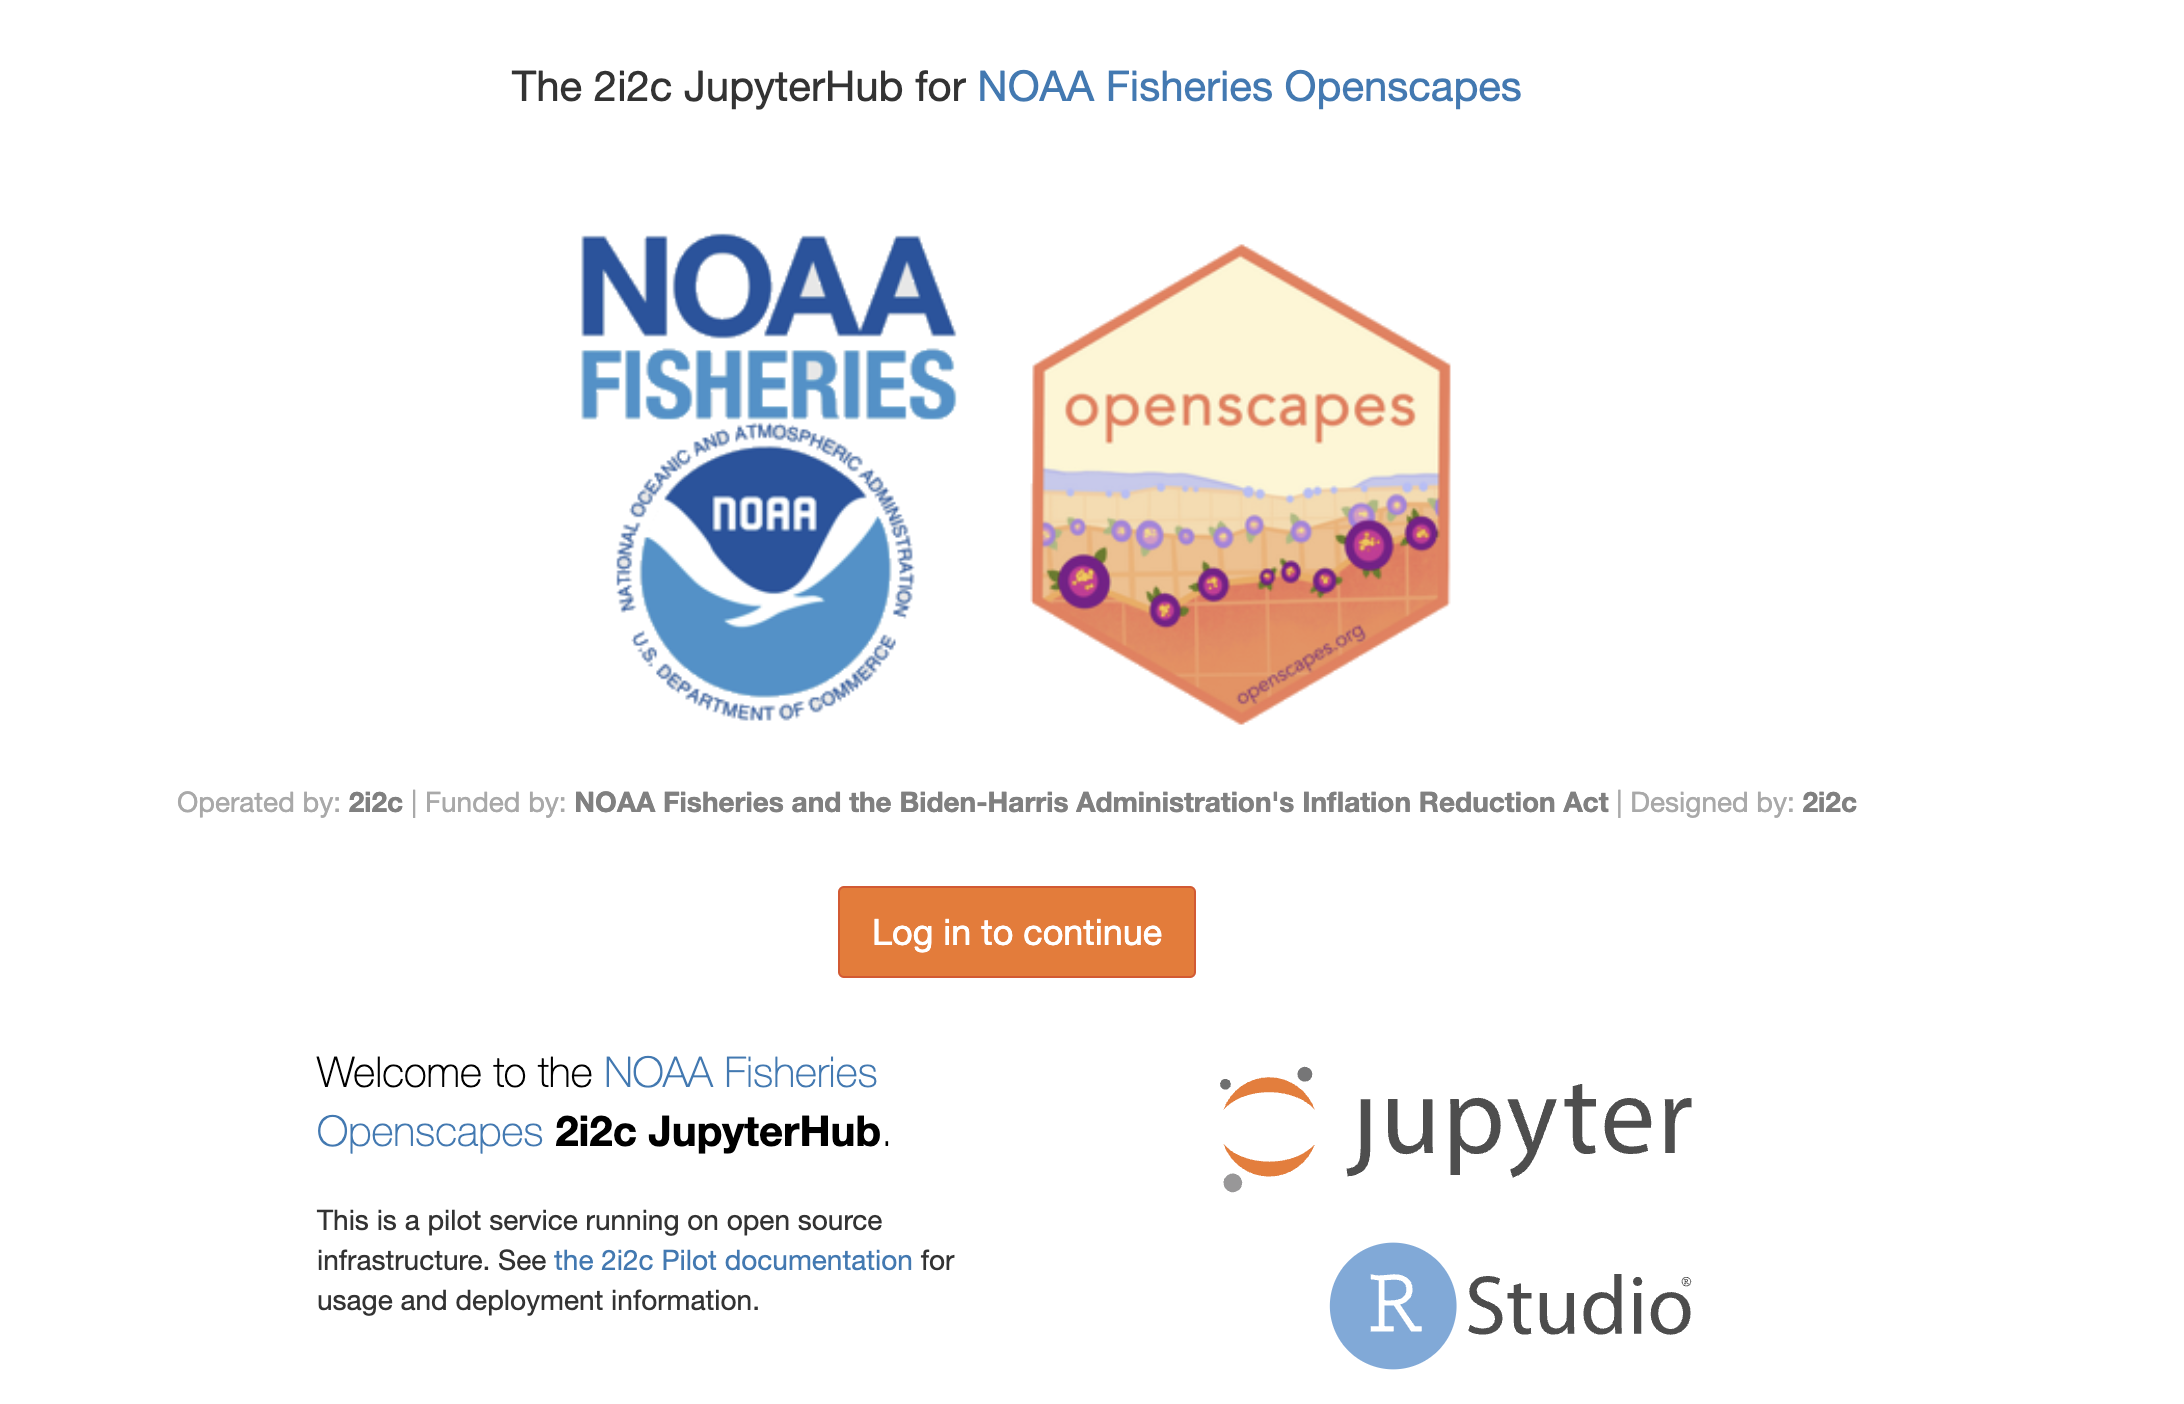 The 2i2c JupyterHub for NOAA Fisheries Openscapes
NOAA
FISHERIES
NATIONAL OCEANIC AND ATMOSPHERIC ADMINISTRATION
NOAA
U.S. DEPARTMENT OF COMMERCE
openscapes
openscapes.org
Operated by: 2i2c | Funded by: NOAA Fisheries and the Biden-Harris Administration's Inflation Reduction Act | Designed by: 2i2c
Log in to continue
Welcome to the NOAA Fisheries
Openscapes 2i2c JupyterHub.
This is a pilot service running on open source
infrastructure. See the 2i2c Pilot documentation for
usage and deployment information.
jupyter
R Studio®